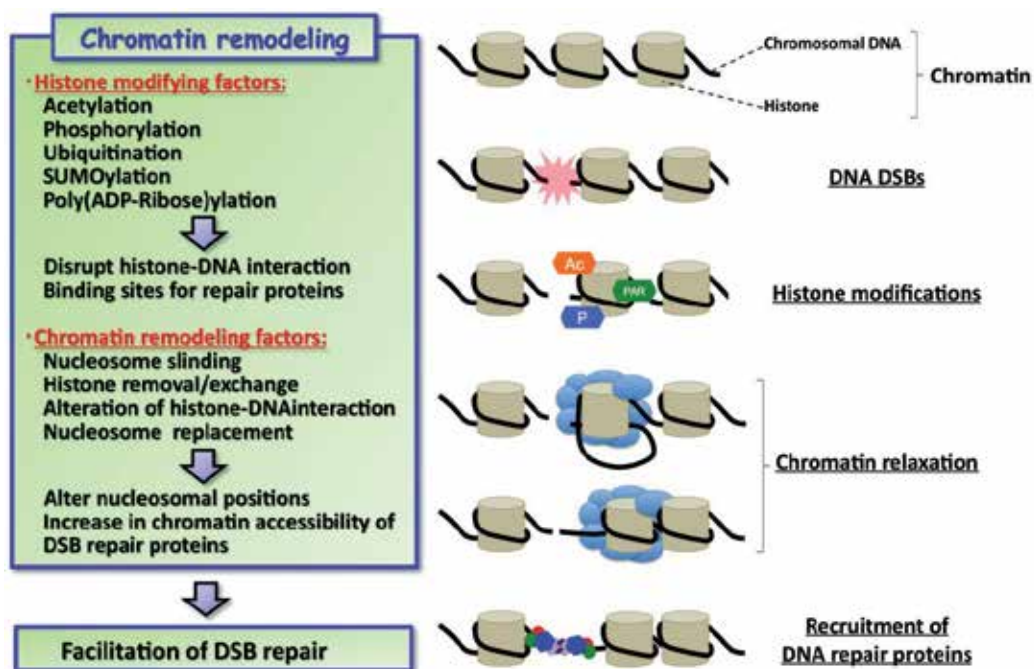 Chromatin remodeling
·Histone modifying factors:
Acetylation
Phosphorylation
Ubiquitination
SUMOylation
Poly(ADP-Ribose)ylation
Disrupt histone-DNA interaction
Binding sites for repair proteins
·Chromatin remodeling factors:
Nucleosome slinding
Histone removal/exchange
Alteration of histone-DNAinteraction
Nucleosome replacement
Alter nucleosomal positions
Increase in chromatin accessibility of
DSB repair proteins
Facilitation of DSB repair
Chromosomal DNA
Histone
Chromatin
DNA DSBs
Ac
PAR
P
Histone modifications
Chromatin relaxation
Recruitment of
DNA repair proteins